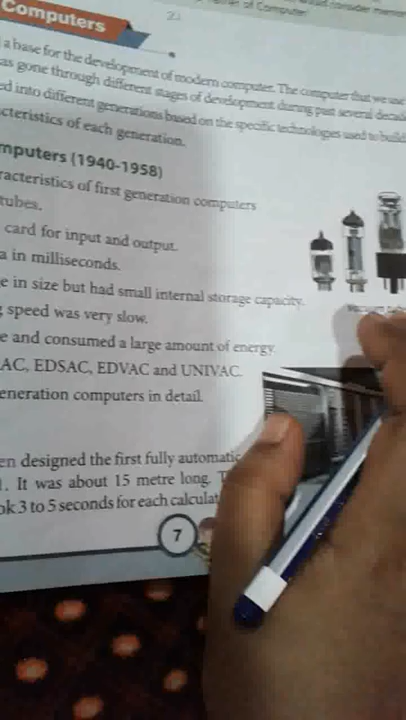 Computers
of Computer
a base for the development of modern computer. The computer that we use
as gone through different stages of development during past several decad
ed into different generations based on the specific technologies used to build
cteristics of each generation.
mputers (1940-1958)
racteristics of first generation computers
tubes.
card for input and output.
a in milliseconds.
e in size but had small internal storage capacity.
g speed was very slow.
e and consumed a large amount of energy.
AC, EDSAC, EDVAC and UNIVAC.
eneration computers in detail.
en designed the first fully automatic
. It was about 15 metre long. T
ok 3 to 5 seconds for each calculat
7